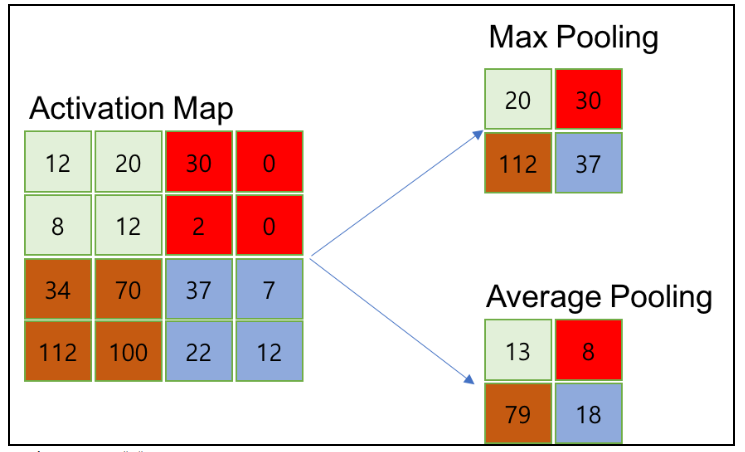 Max Pooling
20 30
112 37
Activation Map
12 20 30 0
8 12 2 0
34 70 37 7
112 100 22 12
Average Pooling
13 8
79 18